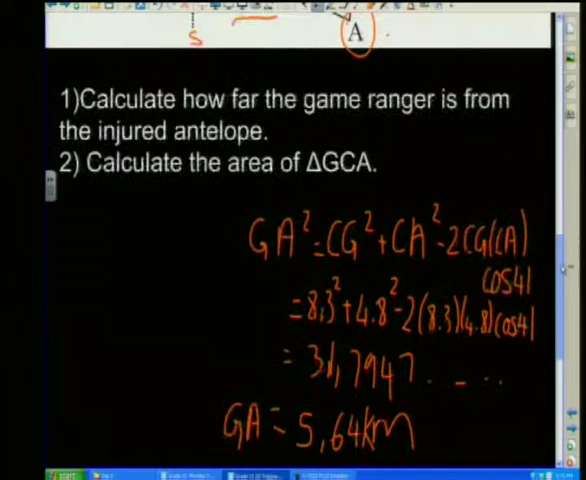 S
A
1)Calculate how far the game ranger is from
the injured antelope.
2) Calculate the area of ΔGCA.
GA²=CG²+CA²-2CG(CA)
cos41
=8,3²+4.8²-2(8.3)(4.8)cos41
=31,7947...
GA=5,64km
start